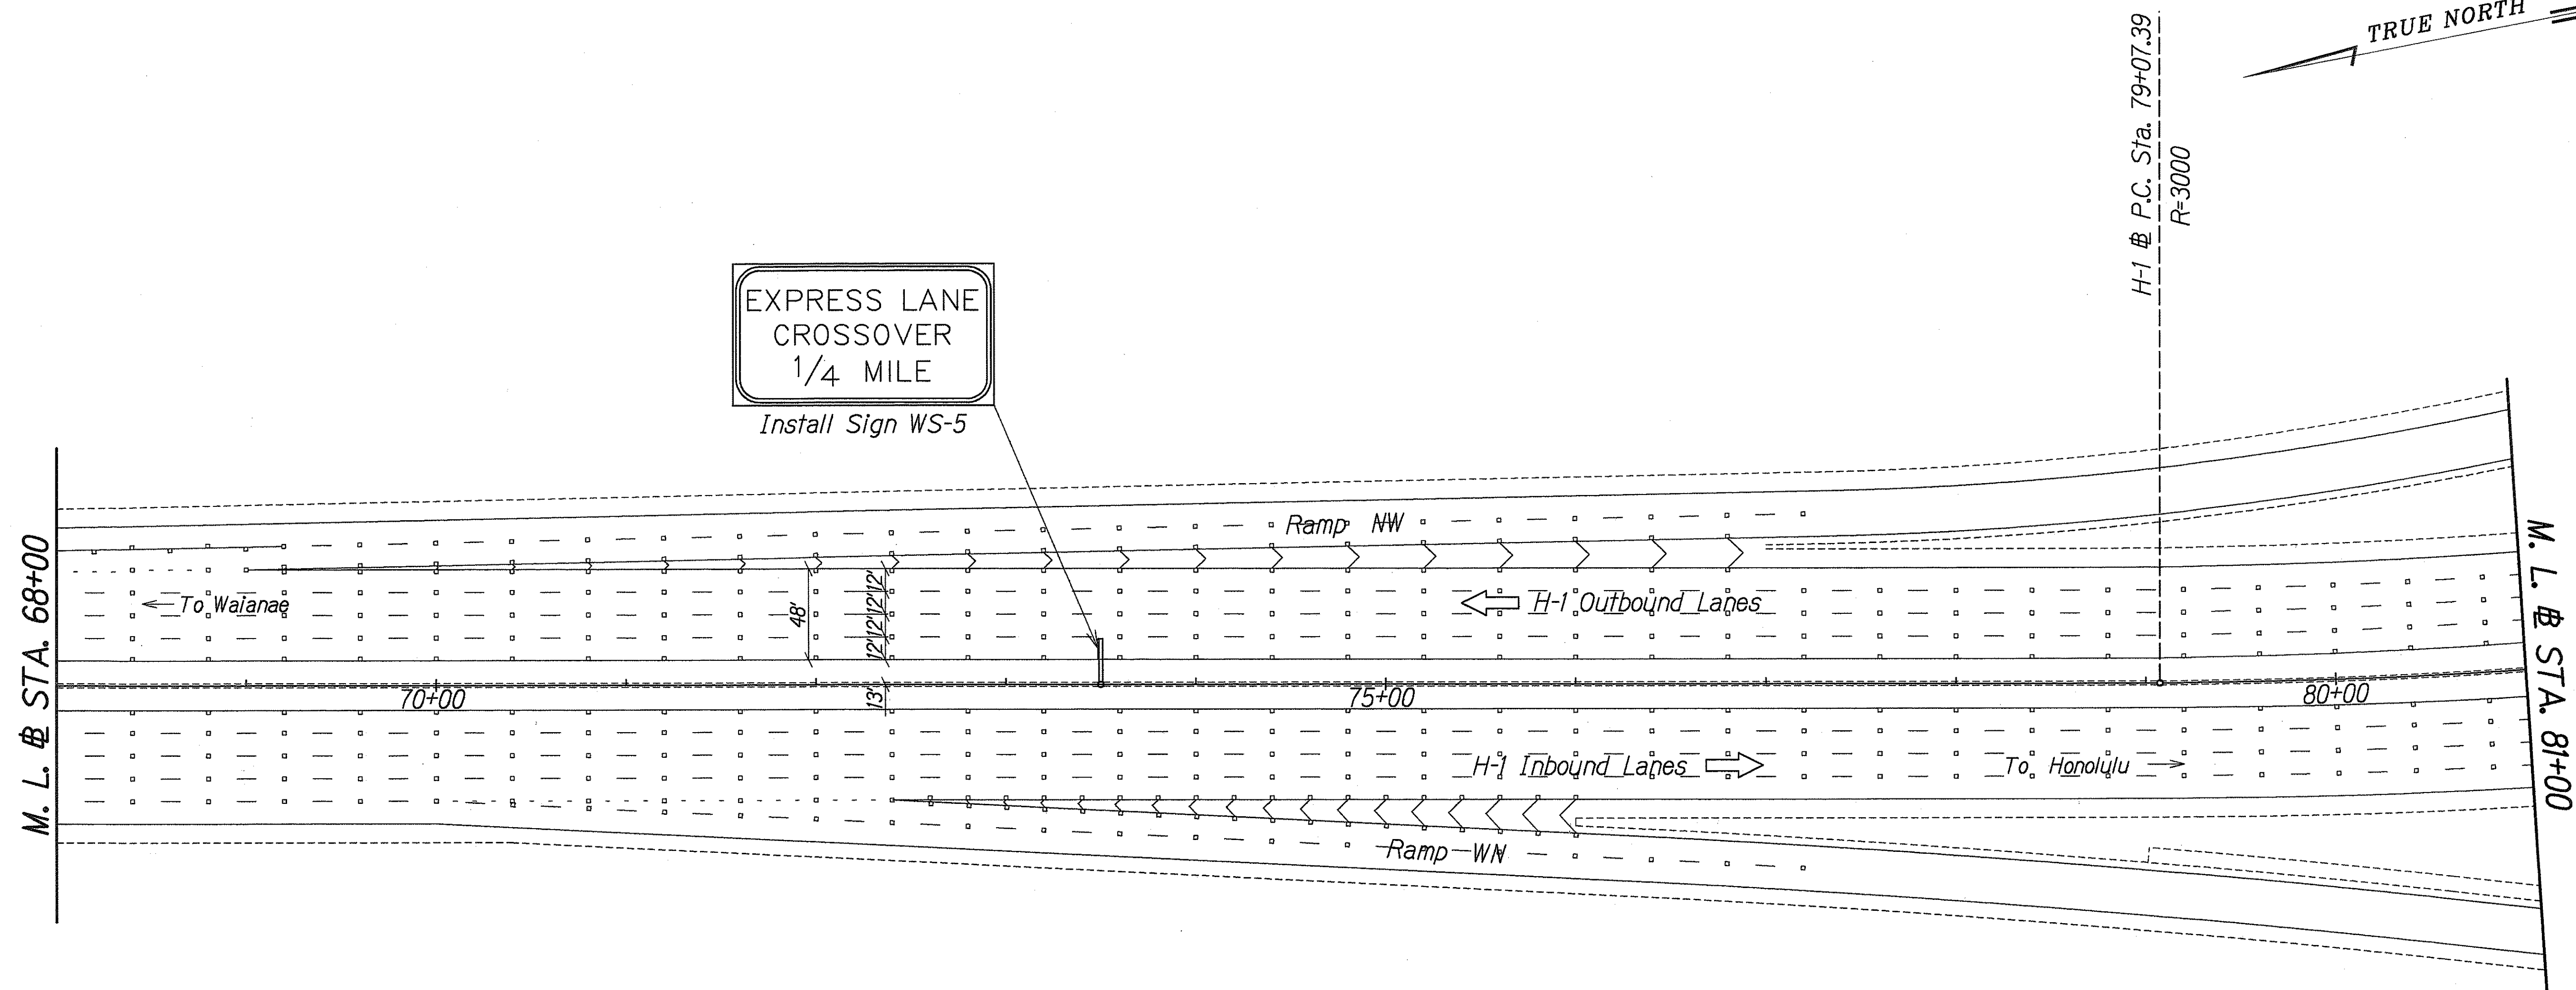 TRUE NORTH
H-1 ℄ P.C. Sta. 79+07.39
R=3000
EXPRESS LANE
CROSSOVER
1/4 MILE
Install Sign WS-5
M. L. ℄ STA. 68+00
M. L. ℄ STA. 81+00
Ramp NW
To Waianae
48'
12'
12'
12'
12'
13'
H-1 Outbound Lanes
70+00
75+00
80+00
H-1 Inbound Lanes
To Honolulu
Ramp WN